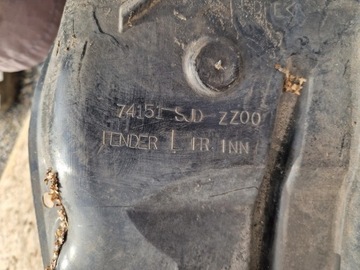 74151 SJD ZZ00
FENDER L FR INN